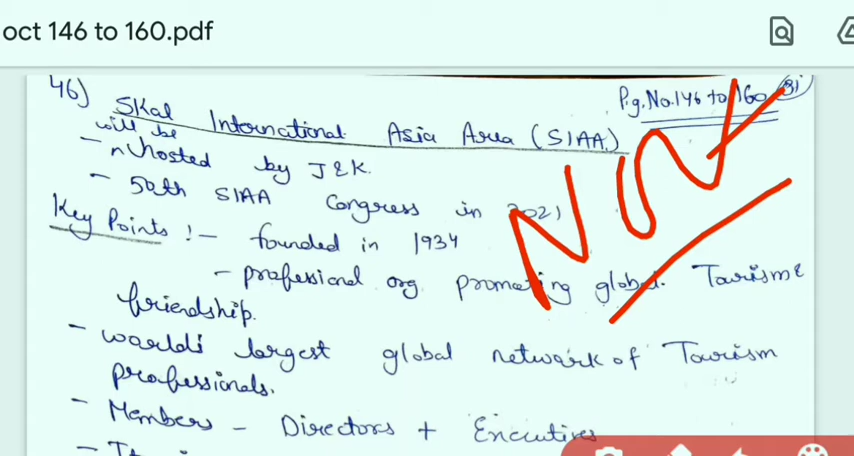 oct 146 to 160.pdf
Pg.No.146 to 160 31
46) Skal International Asia Area (SIAA)
- will be hosted by J&K.
- 50th SIAA Congress in 2021
Key Points :- founded in 1934
- professional org promoting global Tourism &
friendship.
- World's largest global network of Tourism
professionals.
- Members - Directors + Executives